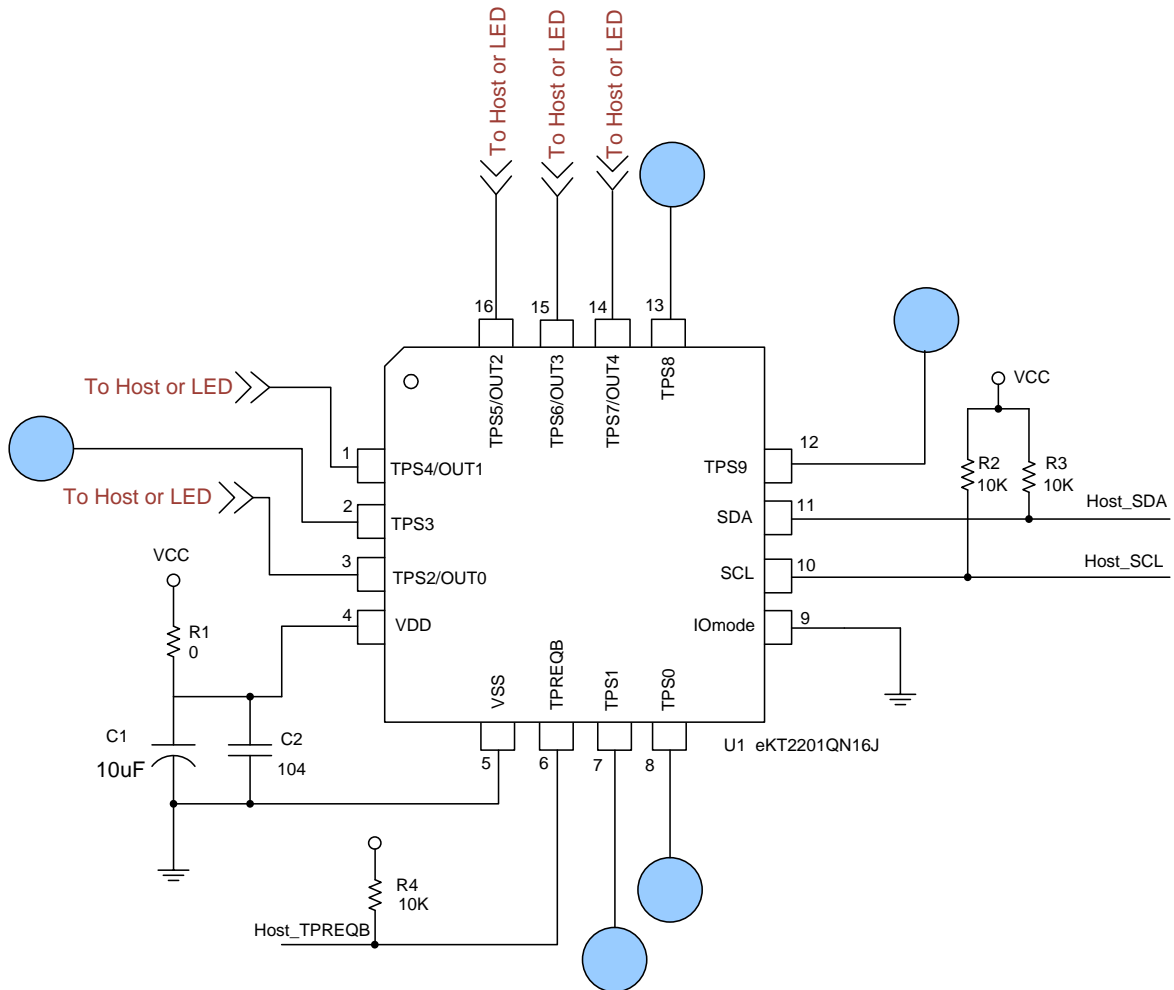 To Host or LED
To Host or LED
To Host or LED
16
15
14
13
TPS5/OUT2
TPS6/OUT3
TPS7/OUT4
TPS8
To Host or LED
1
TPS4/OUT1
To Host or LED
2
TPS3
3
TPS2/OUT0
VCC
4
VDD
R1
0
C1
10uF
C2
104
VCC
12
TPS9
R2
10K
R3
10K
11
SDA
Host_SDA
10
SCL
Host_SCL
9
IOmode
VSS
TPREQB
TPS1
TPS0
5
6
7
8
U1 eKT2201QN16J
R4
10K
Host_TPREQB